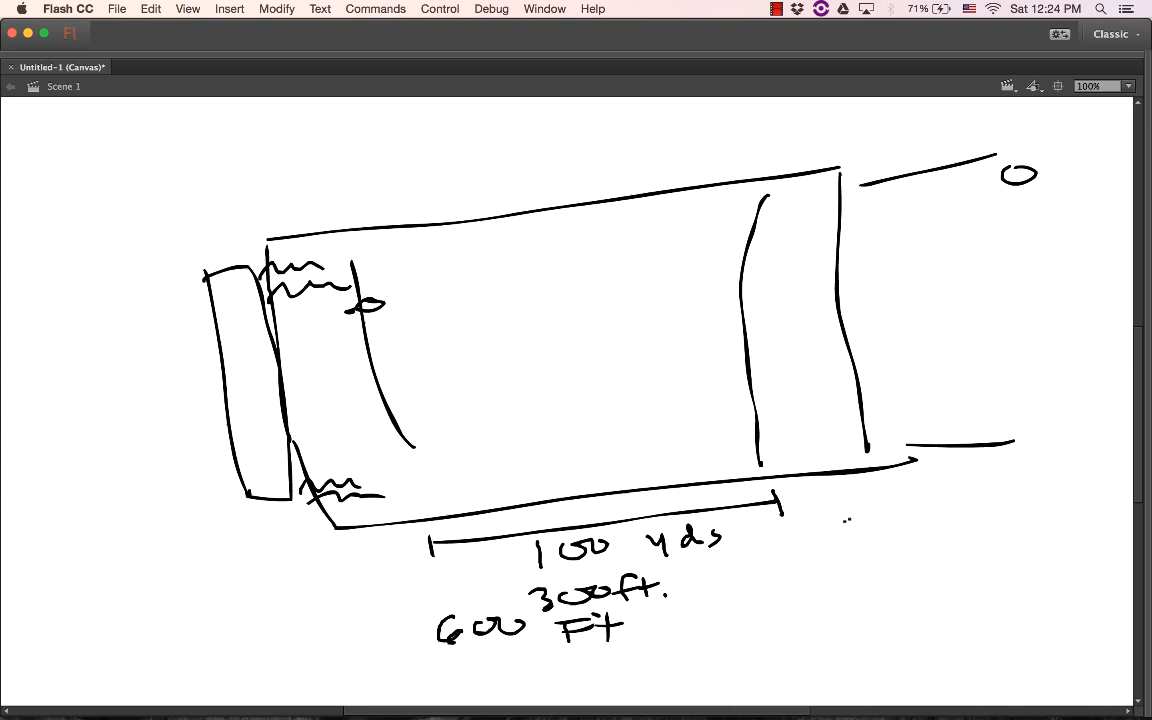 Flash CC File Edit View Insert Modify Text Commands Control Debug Window Help 71% Sat 12:24 PM
Fl Classic
× Untitled-1 (Canvas)*
Scene 1 100%
100 yds
300ft.
600 Ft